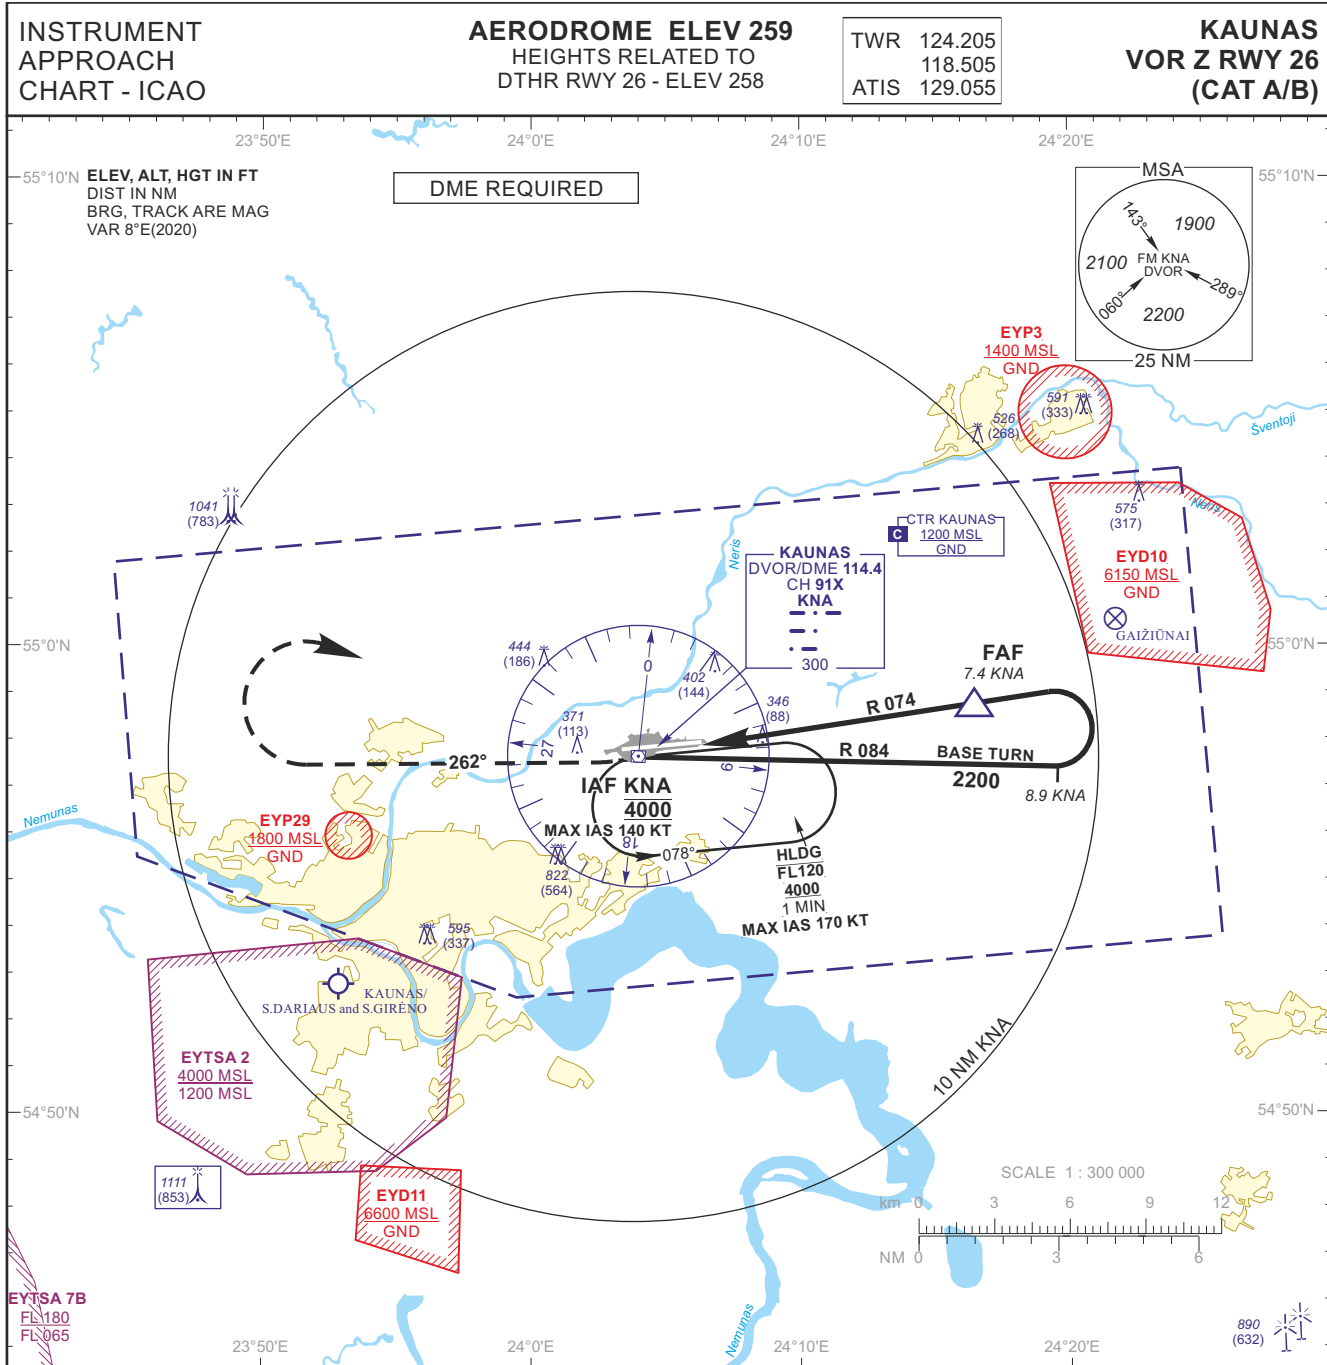 INSTRUMENT
APPROACH
CHART - ICAO
AERODROME ELEV 259
HEIGHTS RELATED TO
DTHR RWY 26 - ELEV 258
TWR 124.205
118.505
ATIS 129.055
KAUNAS
VOR Z RWY 26
(CAT A/B)
23°50'E
24°0'E
24°10'E
24°20'E
55°10'N
55°10'N
ELEV, ALT, HGT IN FT
DIST IN NM
BRG, TRACK ARE MAG
VAR 8°E(2020)
DME REQUIRED
MSA
143°
1900
2100
FM KNA
DVOR
289°
060°
2200
25 NM
EYP3
1400 MSL
GND
591
(333)
526
(268)
Šventoji
1041
(783)
575
(317)
Neris
Neris
CTR KAUNAS
C
1200 MSL
GND
KAUNAS
DVOR/DME 114.4
CH 91X
KNA
300
EYD10
6150 MSL
GND
GAIŽIŪNAI
55°0'N
55°0'N
444
(186)
0
402
(144)
FAF
7.4 KNA
346
(88)
371
(113)
27
R 074
R 084
BASE TURN
2200
8.9 KNA
262°
9
IAF KNA
4000
MAX IAS 140 KT
18
078°
HLDG
FL120
4000
1 MIN
MAX IAS 170 KT
Nemunas
EYP29
1800 MSL
GND
822
(564)
595
(337)
KAUNAS/
S.DARIAUS and S.GIRĖNO
EYTSA 2
4000 MSL
1200 MSL
10 NM KNA
54°50'N
54°50'N
1111
(853)
EYD11
6600 MSL
GND
SCALE 1 : 300 000
km 0 3 6 9 12
NM 0 3 6
EYTSA 7B
FL 180
FL 065
Nemunas
890
(632)
23°50'E
24°0'E
24°10'E
24°20'E